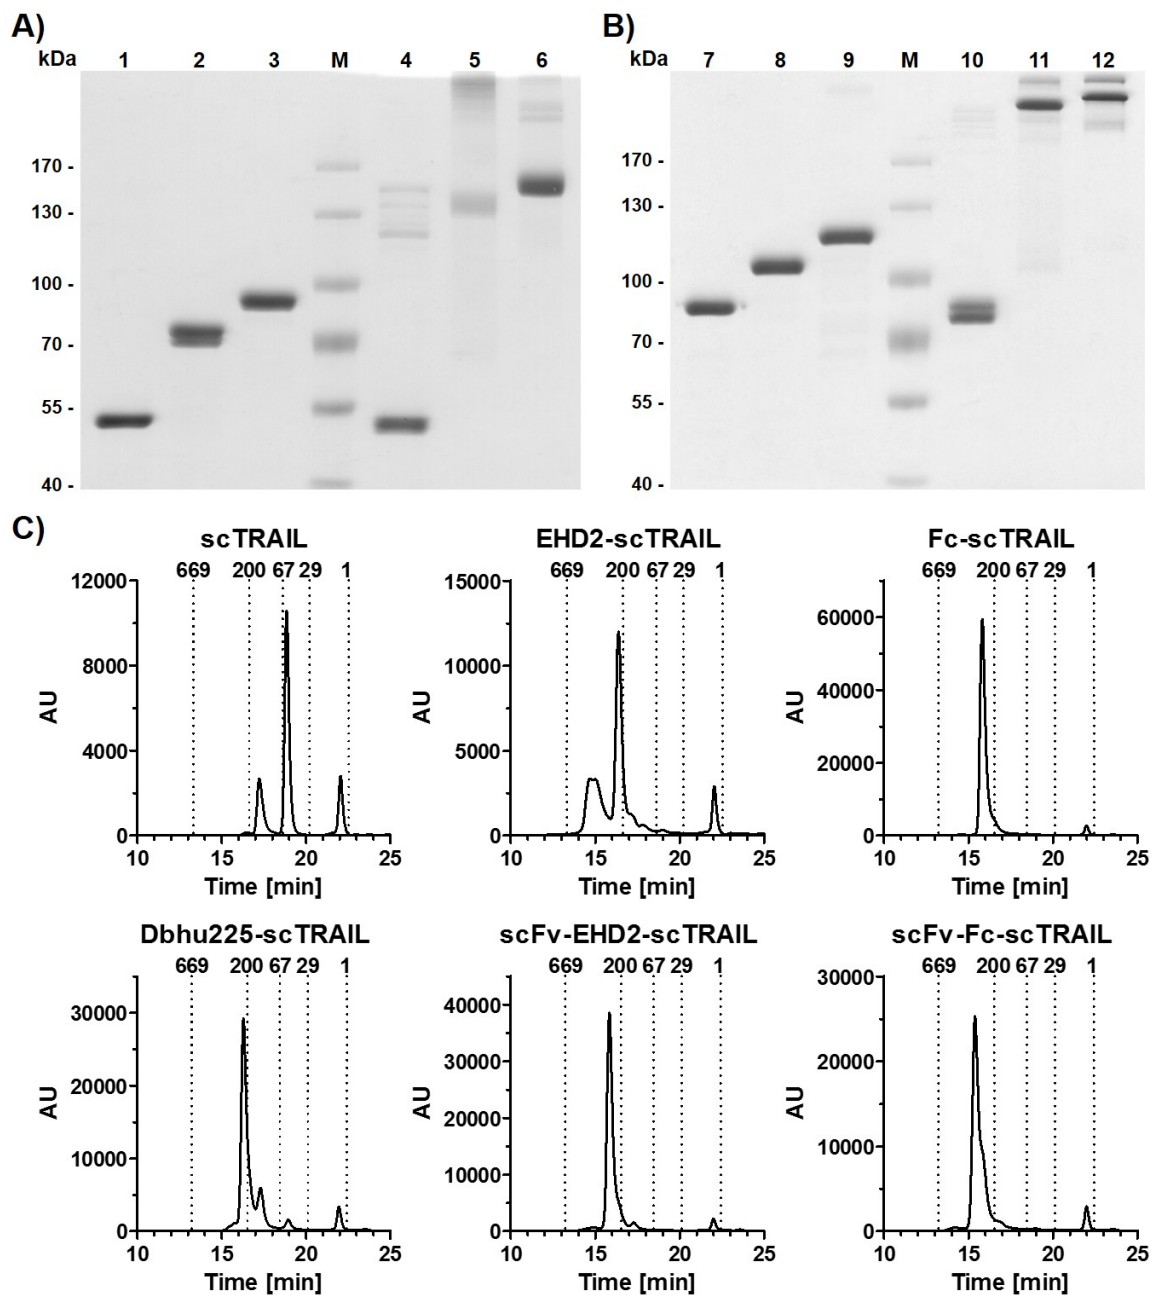 A)
B)
kDa 1 2 3 M 4 5 6
kDa 7 8 9 M 10 11 12
170 -
130 -
100 -
70 -
55 -
40 -
170 -
130 -
100 -
70 -
55 -
40 -
C)
scTRAIL
669 200 67 29 1
12000
8000
4000
0
AU
10 15 20 25
Time [min]
EHD2-scTRAIL
669 200 67 29 1
15000
10000
5000
0
AU
10 15 20 25
Time [min]
Fc-scTRAIL
669 200 67 29 1
60000
40000
20000
0
AU
10 15 20 25
Time [min]
Dbhu225-scTRAIL
669 200 67 29 1
30000
20000
10000
0
AU
10 15 20 25
Time [min]
scFv-EHD2-scTRAIL
669 200 67 29 1
40000
30000
20000
10000
0
AU
10 15 20 25
Time [min]
scFv-Fc-scTRAIL
669 200 67 29 1
30000
20000
10000
0
AU
10 15 20 25
Time [min]